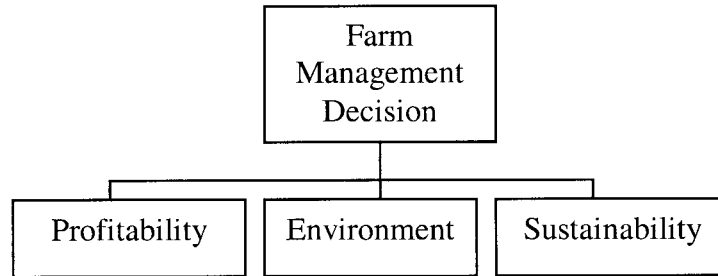 Farm
Management
Decision
Profitability
Environment
Sustainability